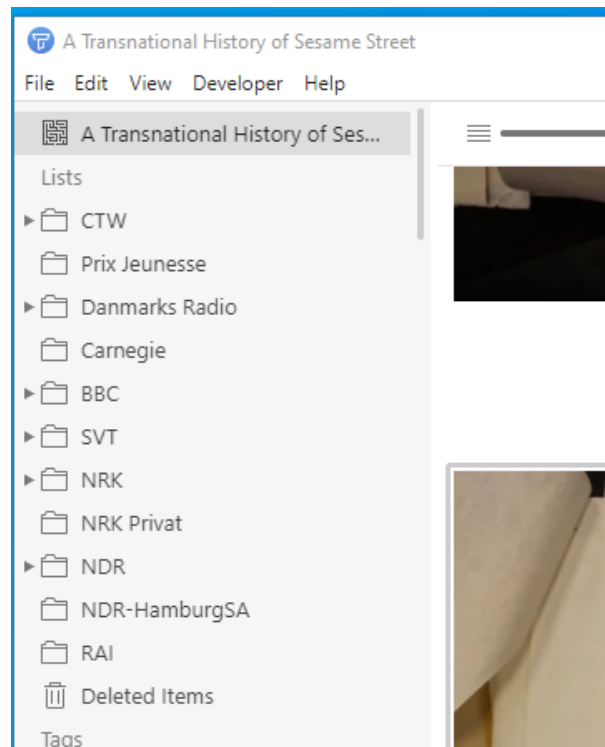 A Transnational History of Sesame Street
File Edit View Developer Help
A Transnational History of Ses...
Lists
CTW
Prix Jeunesse
Danmarks Radio
Carnegie
BBC
SVT
NRK
NRK Privat
NDR
NDR-HamburgSA
RAI
Deleted Items
Tags